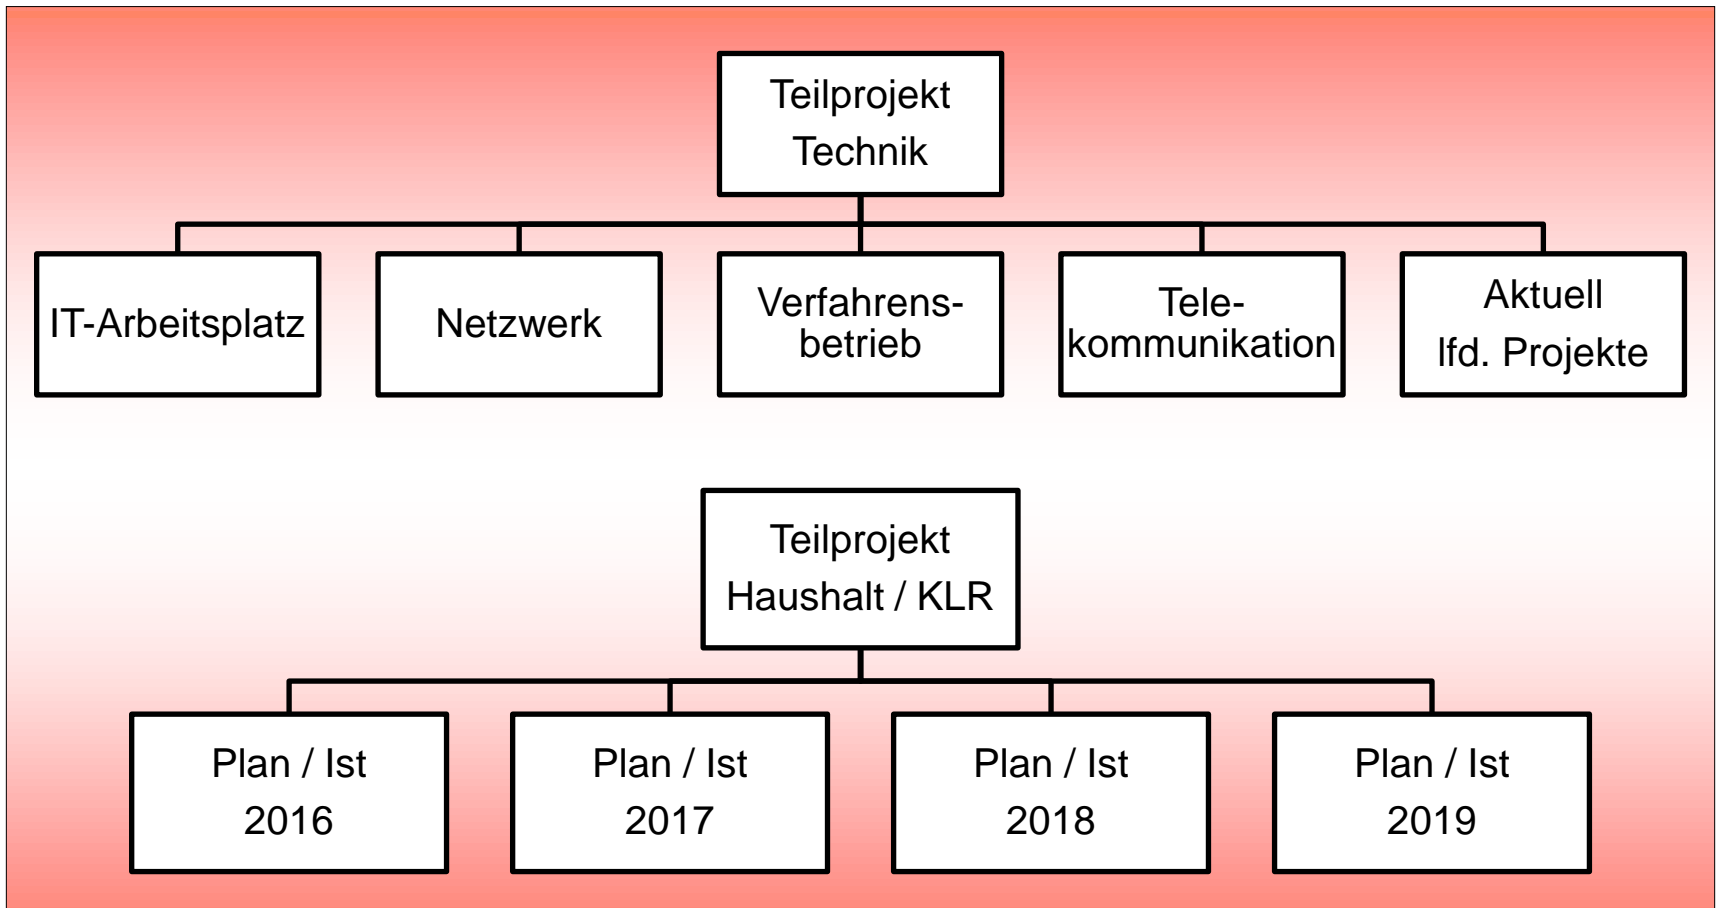 Teilprojekt
Technik
IT-Arbeitsplatz
Netzwerk
Verfahrens-
betrieb
Tele-
kommunikation
Aktuell
lfd. Projekte
Teilprojekt
Haushalt / KLR
Plan / Ist
2016
Plan / Ist
2017
Plan / Ist
2018
Plan / Ist
2019